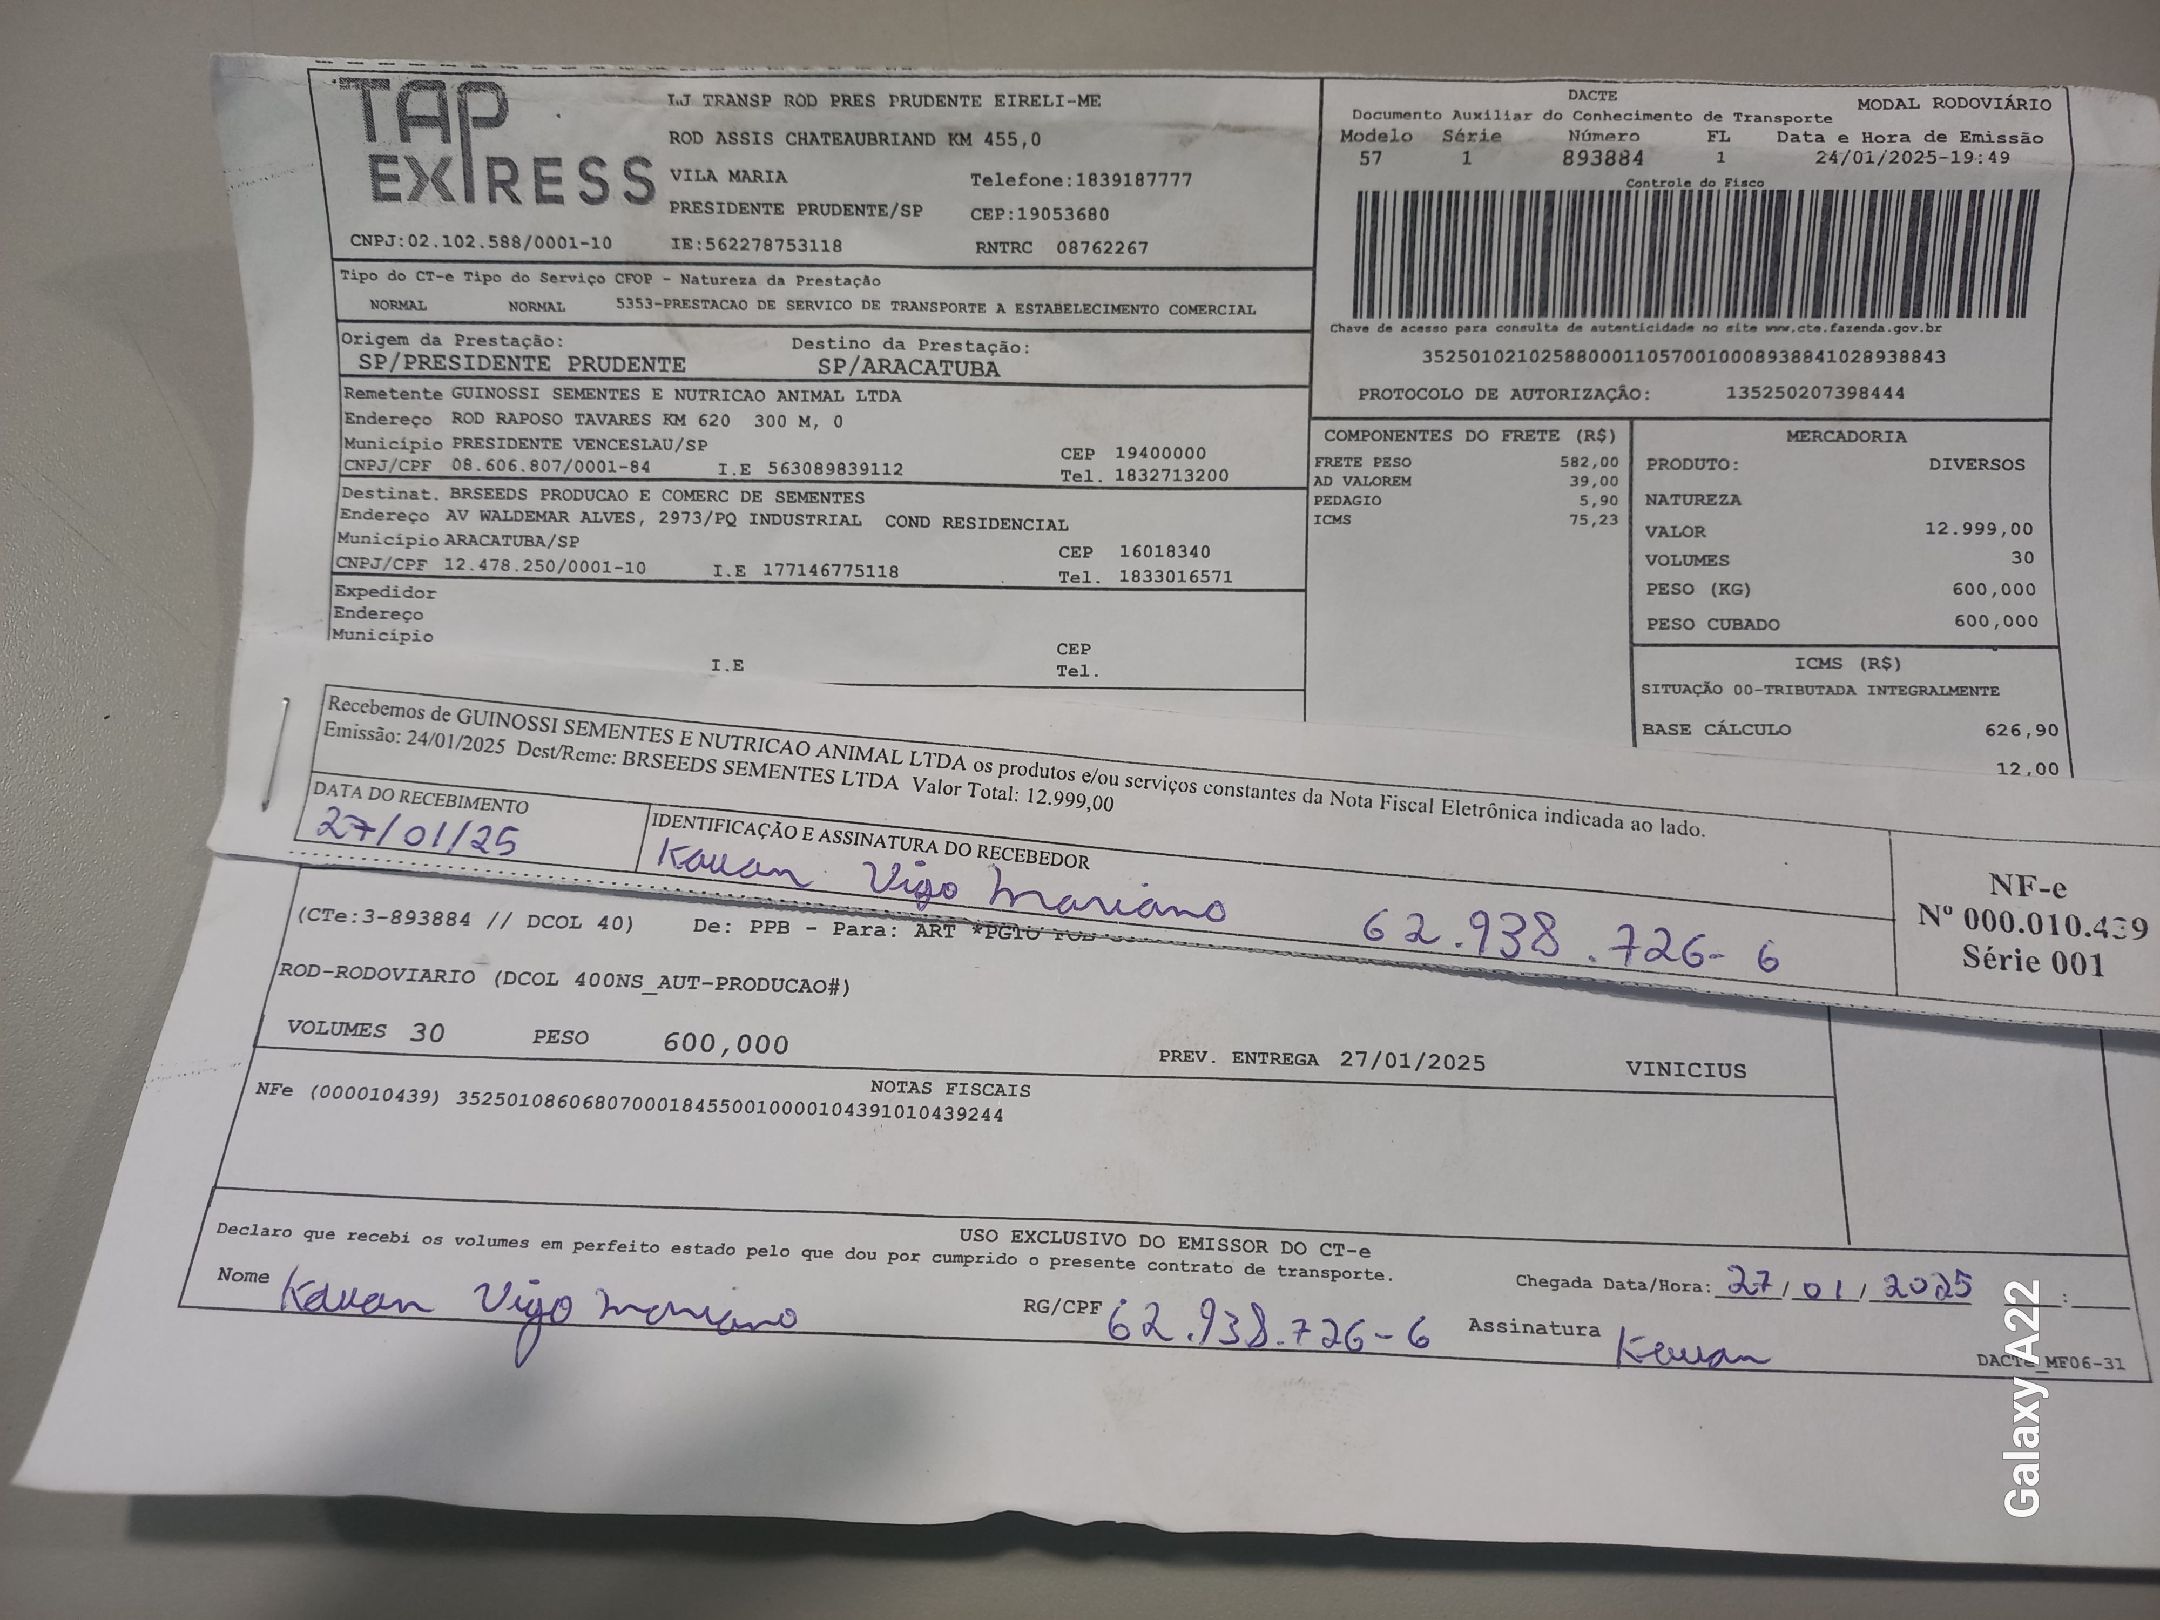 TAP
EXPRESS
LJ TRANSP ROD PRES PRUDENTE EIRELI-ME
ROD ASSIS CHATEAUBRIAND KM 455,0
VILA MARIA Telefone:1839187777
PRESIDENTE PRUDENTE/SP CEP:19053680
CNPJ:02.102.588/0001-10 IE:562278753118 RNTRC 08762267
Tipo do CT-e Tipo do Serviço CFOP - Natureza da Prestação
NORMAL NORMAL 5353-PRESTACAO DE SERVICO DE TRANSPORTE A ESTABELECIMENTO COMERCIAL
Origem da Prestação: Destino da Prestação:
SP/PRESIDENTE PRUDENTE SP/ARACATUBA
Remetente GUINOSSI SEMENTES E NUTRICAO ANIMAL LTDA
Endereço ROD RAPOSO TAVARES KM 620 300 M, 0
Município PRESIDENTE VENCESLAU/SP CEP 19400000
CNPJ/CPF 08.606.807/0001-84 I.E 563089839112 Tel. 1832713200
Destinat. BRSEEDS PRODUCAO E COMERC DE SEMENTES
Endereço AV WALDEMAR ALVES, 2973/PQ INDUSTRIAL COND RESIDENCIAL
Município ARACATUBA/SP CEP 16018340
CNPJ/CPF 12.478.250/0001-10 I.E 177146775118 Tel. 1833016571
Expedidor
Endereço
Município CEP
I.E Tel.
DACTE MODAL RODOVIÁRIO
Documento Auxiliar do Conhecimento de Transporte
Modelo Série Número FL Data e Hora de Emissão
57 1 893884 1 24/01/2025-19:49
Controle do Fisco
Chave de acesso para consulta de autenticidade no site www.cte.fazenda.gov.br
35250102102588000110570010008938841028938843
PROTOCOLO DE AUTORIZAÇÃO: 135250207398444
COMPONENTES DO FRETE (R$)
FRETE PESO 582,00
AD VALOREM 39,00
PEDAGIO 5,90
ICMS 75,23
MERCADORIA
PRODUTO: DIVERSOS
NATUREZA
VALOR 12.999,00
VOLUMES 30
PESO (KG) 600,000
PESO CUBADO 600,000
ICMS (R$)
SITUAÇÃO 00-TRIBUTADA INTEGRALMENTE
BASE CÁLCULO 626,90
12,00
Recebemos de GUINOSSI SEMENTES E NUTRICAO ANIMAL LTDA os produtos e/ou serviços constantes da Nota Fiscal Eletrônica indicada ao lado.
Emissão: 24/01/2025 Dest/Reme: BRSEEDS SEMENTES LTDA Valor Total: 12.999,00
DATA DO RECEBIMENTO IDENTIFICAÇÃO E ASSINATURA DO RECEBEDOR
27/01/25 Kauan Vigo Mariano 62.938.726-6
NF-e
Nº 000.010.439
Série 001
(CTe:3-893884 // DCOL 40) De: PPB - Para: ART *PGTO FOB
ROD-RODOVIARIO (DCOL 400NS_AUT-PRODUCAO#)
VOLUMES 30 PESO 600,000 PREV. ENTREGA 27/01/2025 VINICIUS
NOTAS FISCAIS
NFe (000010439) 35250108606807000184550010000104391010439244
USO EXCLUSIVO DO EMISSOR DO CT-e
Declaro que recebi os volumes em perfeito estado pelo que dou por cumprido o presente contrato de transporte.
Chegada Data/Hora: 27/01/2025 :
Nome Kauan Vigo Mariano RG/CPF 62.938.726-6 Assinatura Kauan
DACTE_MF06-31
Galaxy A22